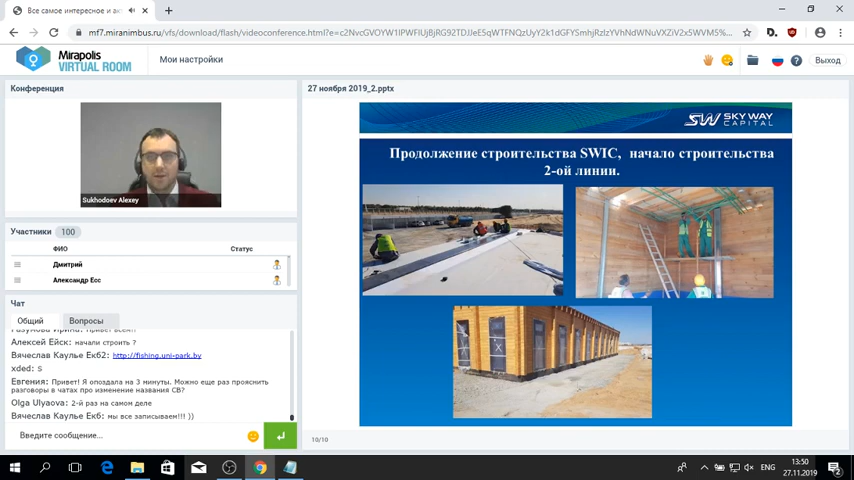 Все самое интересное и акт
mf7.miranimbus.ru/vfs/download/flash/videoconference.html?e=c2NvcGVOYW1lPWFlUjBjRG92TDJJeE5qWTFNQzUyY2k1dGFYSmhjRzlzYVhNdWNuVXZiV2x5WVM5%...
Mirapolis
VIRTUAL ROOM
Мои настройки
Выход
Конференция
27 ноября 2019_2.pptx
Sukhodoev Alexey
SW SKY WAY
CAPITAL
Продолжение строительства SWIC, начало строительства
2-ой линии.
Участники 100
ФИО Статус
Дмитрий
Александр Есс
Чат
Общий Вопросы
Алексей Ейск: начали строить ?
Вячеслав Каулье Екб2: http://fishing.uni-park.by
xded: S
Евгения: Привет! Я опоздала на 3 минуты. Можно еще раз прояснить
разговоры в чатах про изменение названия СВ?
Olga Ulyaova: 2-й раз на самом деле
Вячеслав Каулье Екб: мы все записываем!!! ))
Введите сообщение...
10/10
ENG
13:50
27.11.2019
2